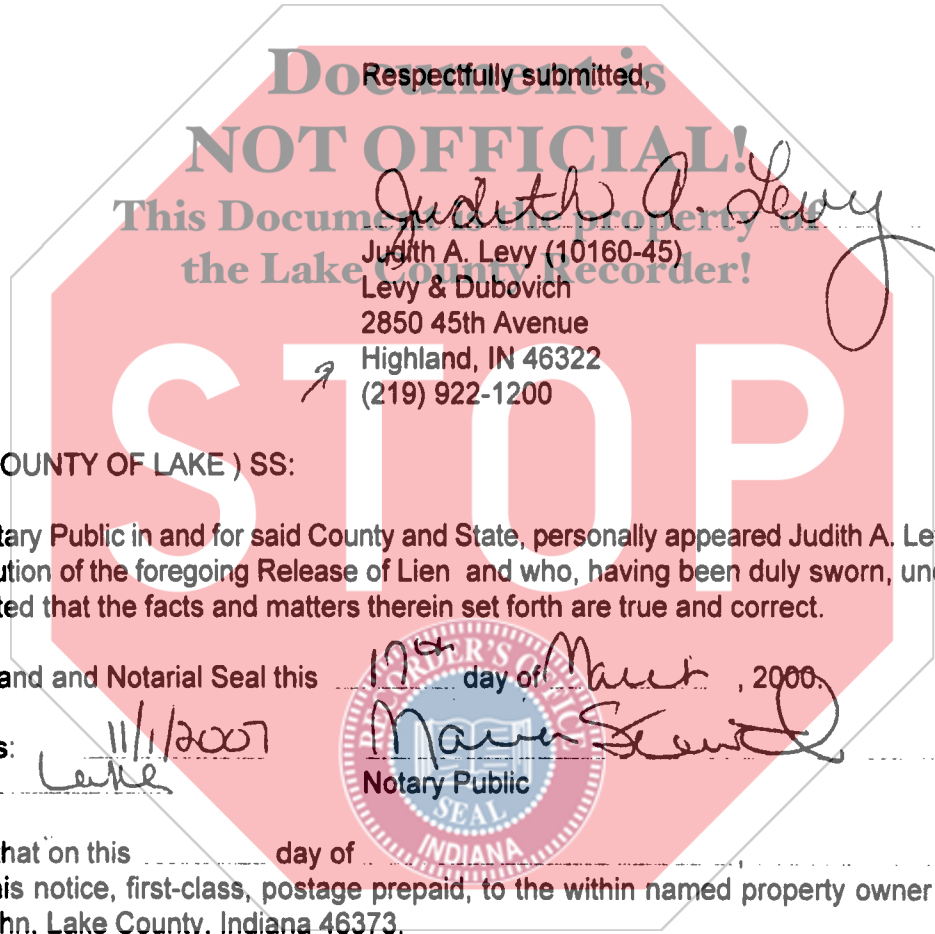 Document is
Respectfully submitted,
NOT OFFICIAL!
Judith A. Levy
This Document is the property of
Judith A. Levy (10160-45)
the Lake County Recorder!
Levy & Dubovich
2850 45th Avenue
Highland, IN 46322
(219) 922-1200
STOP
OUNTY OF LAKE ) SS:
tary Public in and for said County and State, personally appeared Judith A. Le
ution of the foregoing Release of Lien and who, having been duly sworn, un
ted that the facts and matters therein set forth are true and correct.
and and Notarial Seal this 17th day of March , 2000.
s: 11/1/2007
Lake
Notary Public
RECORDER'S OFFICE
SEAL
INDIANA
hat on this day of ,
is notice, first-class, postage prepaid, to the within named property owner
hn, Lake County, Indiana 46373.